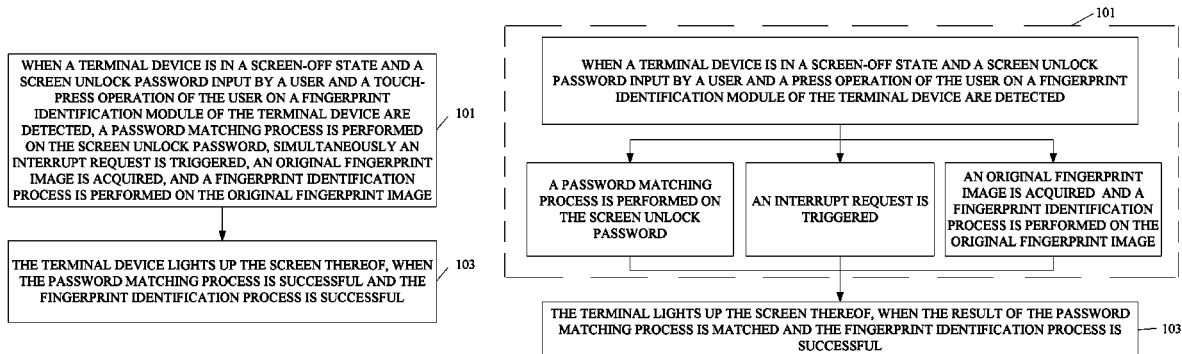 WHEN A TERMINAL DEVICE IS IN A SCREEN-OFF STATE AND A
SCREEN UNLOCK PASSWORD INPUT BY A USER AND A TOUCH-
PRESS OPERATION OF THE USER ON A FINGERPRINT
IDENTIFICATION MODULE OF THE TERMINAL DEVICE ARE
DETECTED, A PASSWORD MATCHING PROCESS IS PERFORMED
ON THE SCREEN UNLOCK PASSWORD, SIMULTANEOUSLY AN
INTERRUPT REQUEST IS TRIGGERED, AN ORIGINAL FINGERPRINT
IMAGE IS ACQUIRED, AND A FINGERPRINT IDENTIFICATION
PROCESS IS PERFORMED ON THE ORIGINAL FINGERPRINT IMAGE
101
THE TERMINAL DEVICE LIGHTS UP THE SCREEN THEREOF, WHEN
THE PASSWORD MATCHING PROCESS IS SUCCESSFUL AND THE
FINGERPRINT IDENTIFICATION PROCESS IS SUCCESSFUL
103
101
WHEN A TERMINAL DEVICE IS IN A SCREEN-OFF STATE AND A SCREEN UNLOCK
PASSWORD INPUT BY A USER AND A PRESS OPERATION OF THE USER ON A FINGERPRINT
IDENTIFICATION MODULE OF THE TERMINAL DEVICE ARE DETECTED
A PASSWORD MATCHING
PROCESS IS PERFORMED ON
THE SCREEN UNLOCK
PASSWORD
AN INTERRUPT REQUEST IS
TRIGGERED
AN ORIGINAL FINGERPRINT
IMAGE IS ACQUIRED AND A
FINGERPRINT IDENTIFICATION
PROCESS IS PERFORMED ON THE
ORIGINAL FINGERPRINT IMAGE
THE TERMINAL LIGHTS UP THE SCREEN THEREOF, WHEN THE RESULT OF THE PASSWORD
MATCHING PROCESS IS MATCHED AND THE FINGERPRINT IDENTIFICATION PROCESS IS
SUCCESSFUL
103